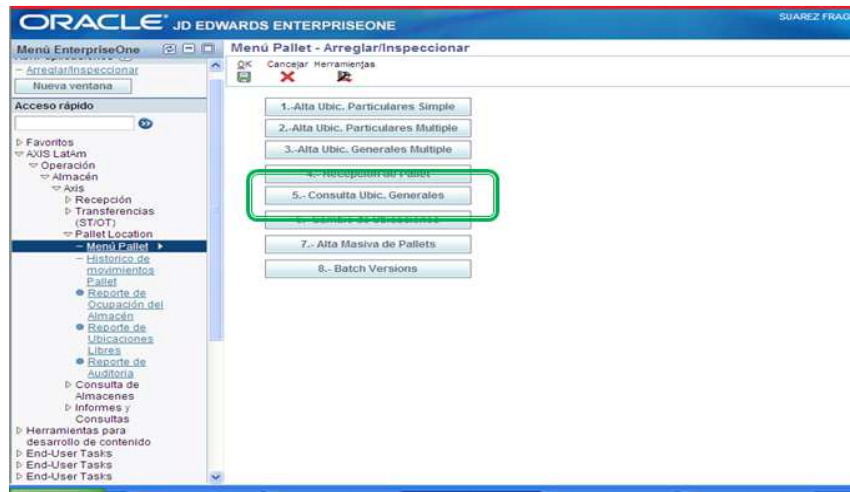 ORACLE® JD EDWARDS ENTERPRISEONE
SUAREZ FRAG
Menú EnterpriseOne
- Arreglar/Inspeccionar
Nueva ventana
Acceso rápido
Favoritos
AXIS LatAm
Operación
Almacén
Axis
Recepción
Transferencias
(ST/OT)
Pallet Location
- Menú Pallet
- Historico de
movimientos
Pallet
Reporte de
Ocupación del
Almacén
Reporte de
Ubicaciones
Libres
Reporte de
Auditoria
Consulta de
Almacenes
Informes y
Consultas
Herramientas para
desarrollo de contenido
End-User Tasks
End-User Tasks
End-User Tasks
Menú Pallet - Arreglar/Inspeccionar
OK Cancelar Herramientas
1.-Alta Ubic. Particulares Simple
2.-Alta Ubic. Particulares Multiple
3.-Alta Ubic. Generales Multiple
4.- Recepcion de Pallet
5.- Consulta Ubic. Generales
7.- Alta Masiva de Pallets
8.- Batch Versions